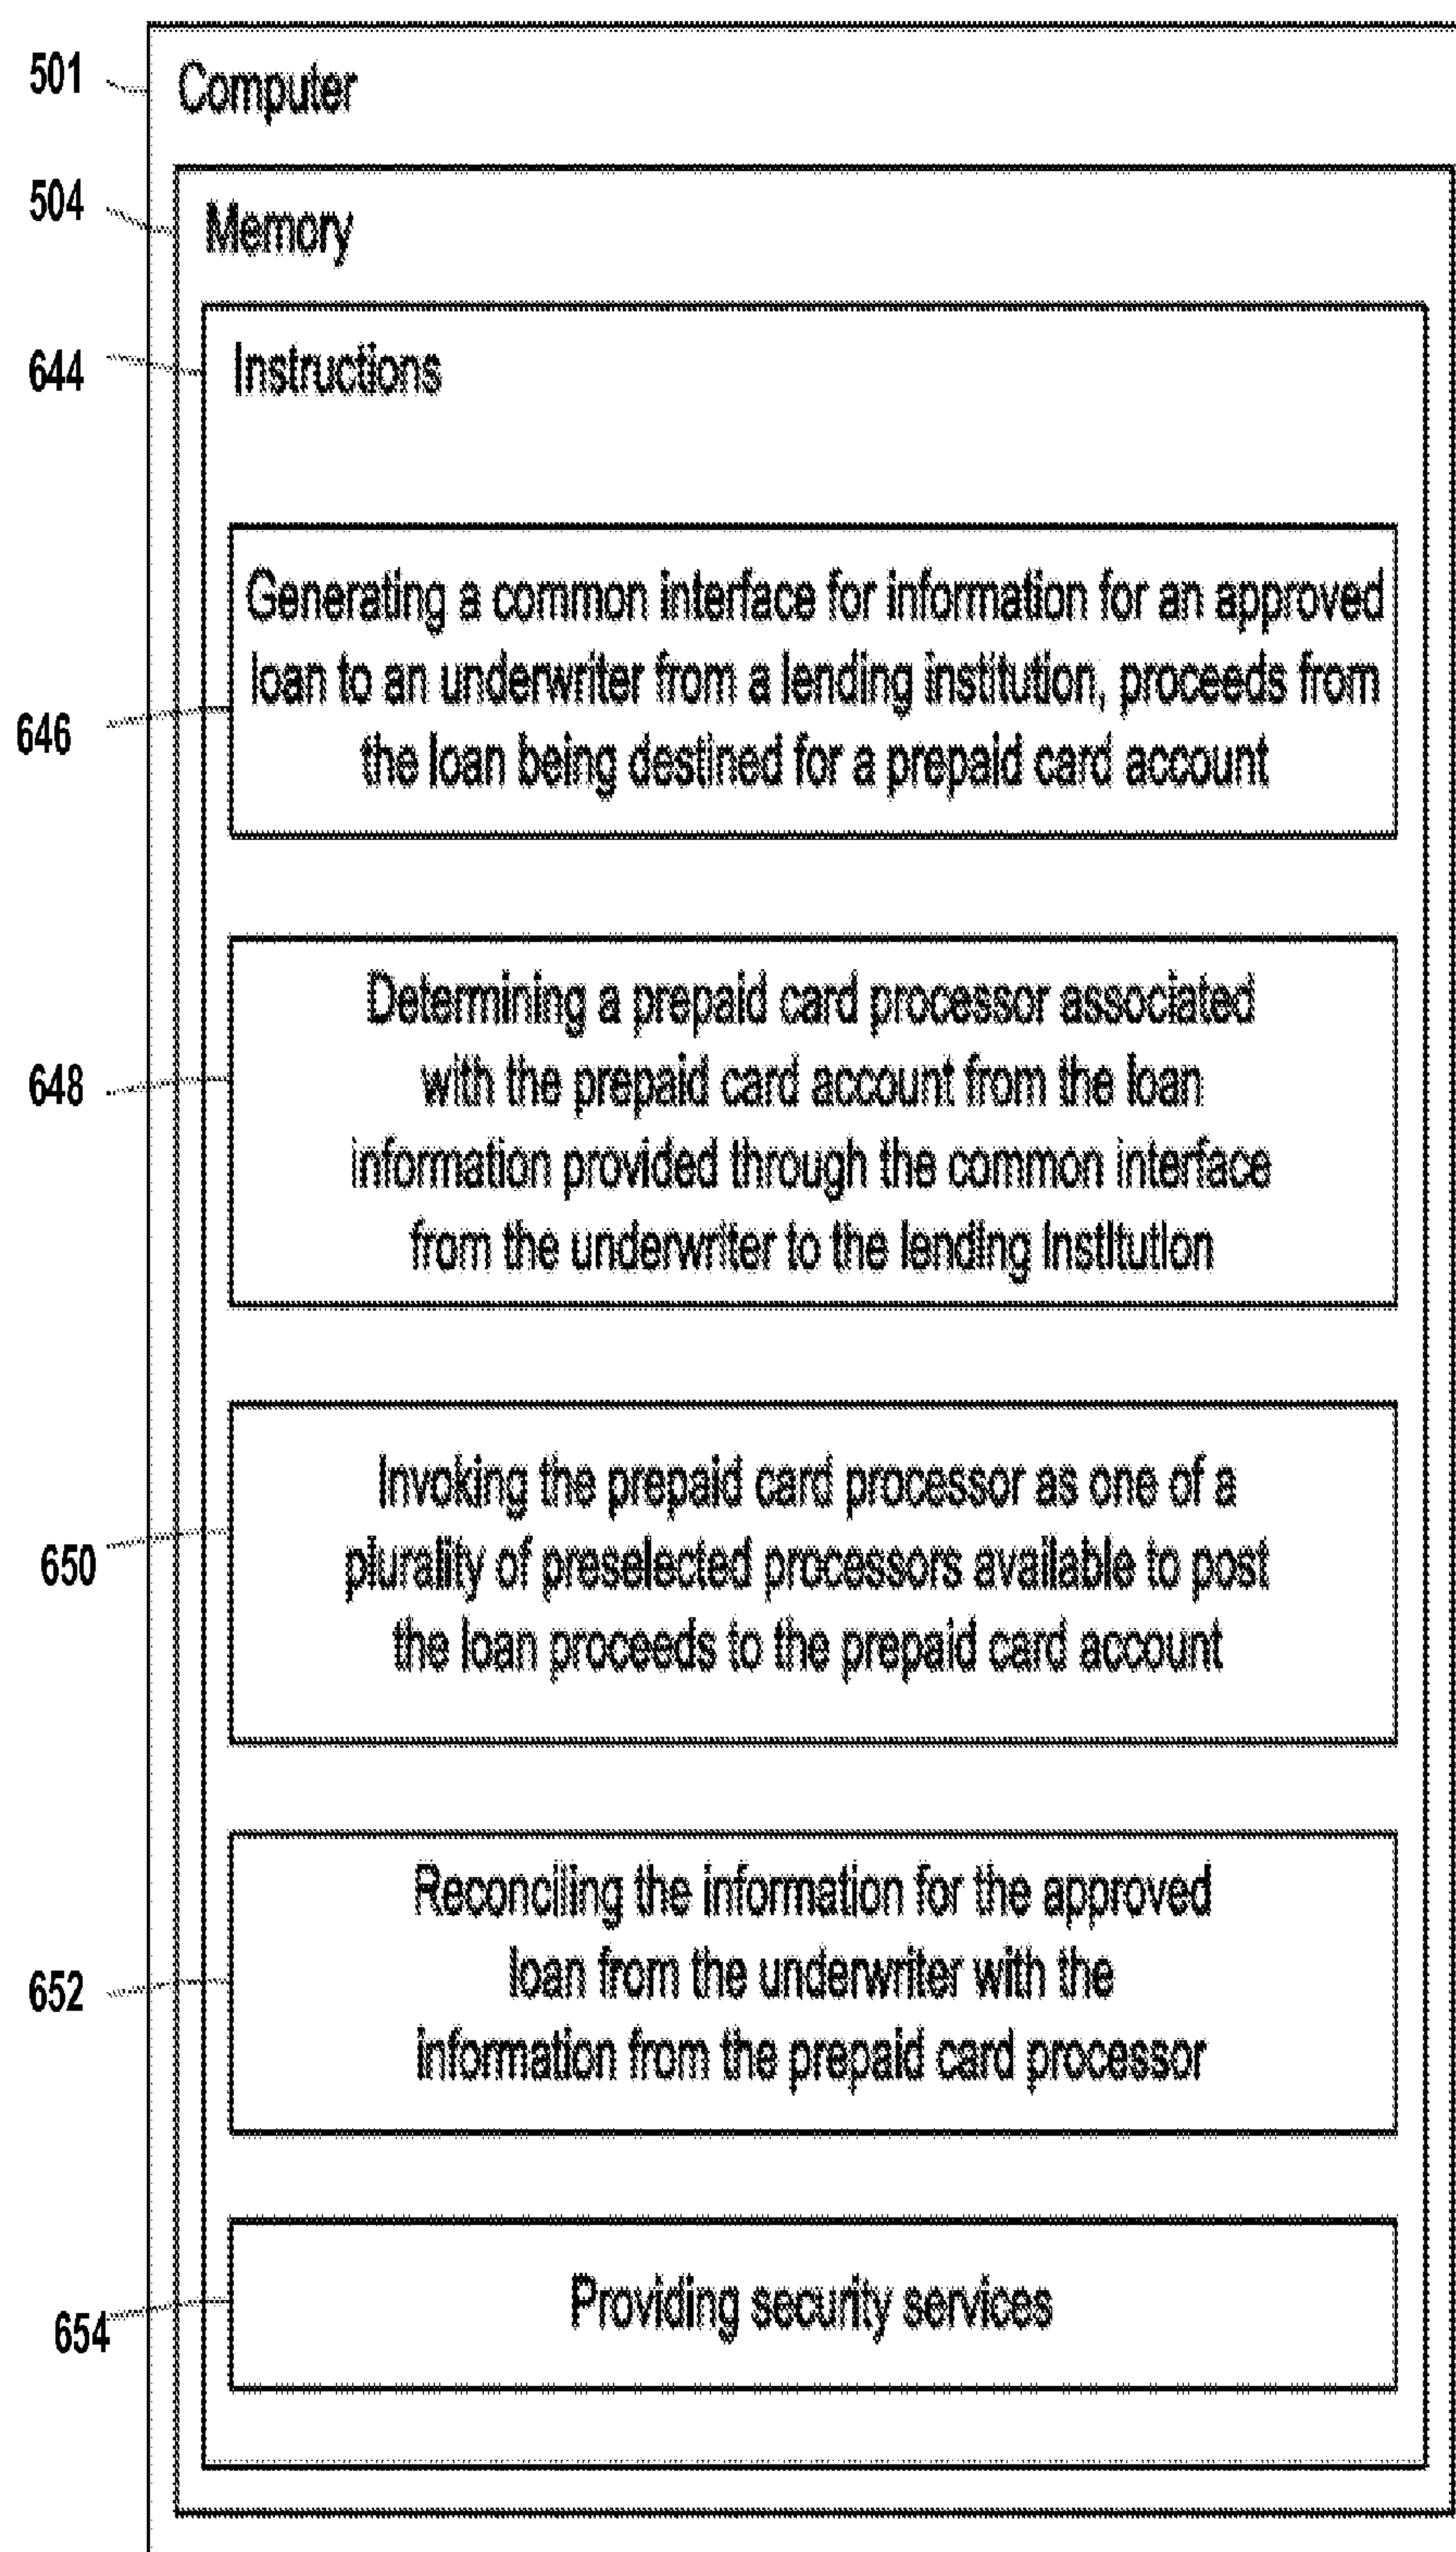 501 Computer
504 Memory
644 Instructions
Generating a common interface for information for an approved
loan to an underwriter from a lending institution, proceeds from
646 the loan being destined for a prepaid card account
Determining a prepaid card processor associated
648 with the prepaid card account from the loan
information provided through the common interface
from the underwriter to the lending institution
Invoking the prepaid card processor as one of a
650 plurality of preselected processors available to post
the loan proceeds to the prepaid card account
Reconciling the information for the approved
652 loan from the underwriter with the
information from the prepaid card processor
Providing security services
654